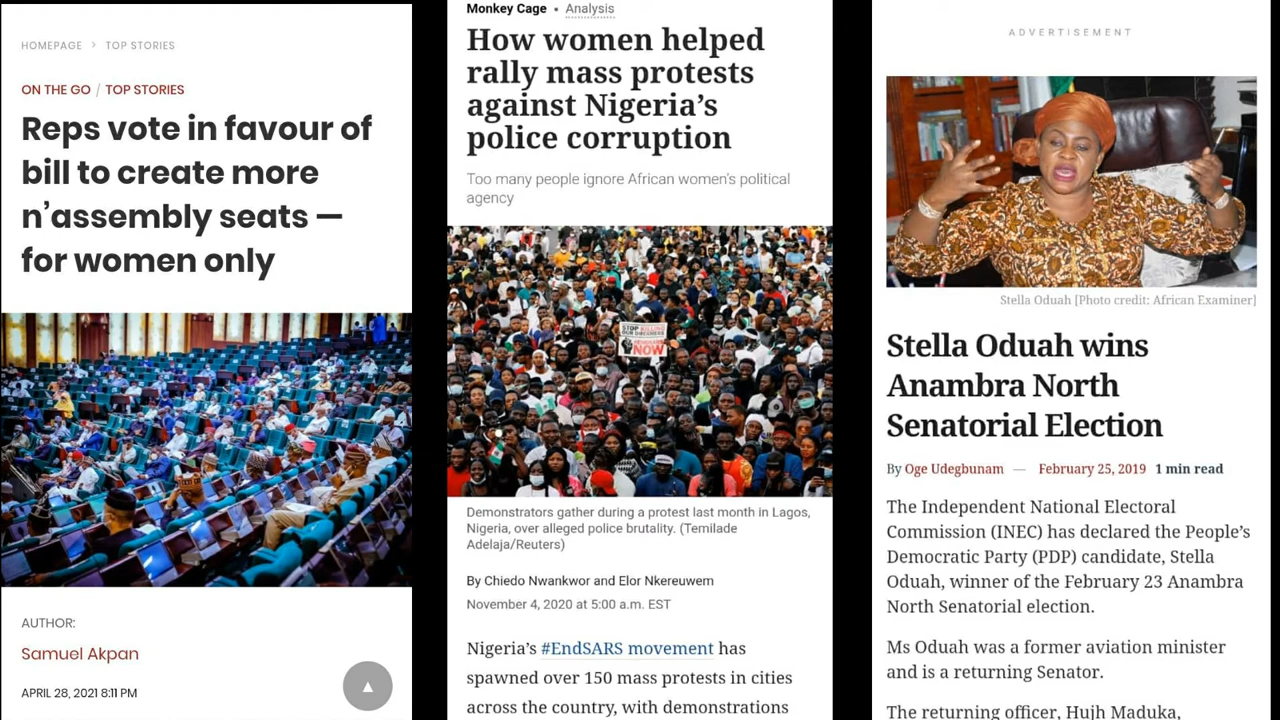 HOMEPAGE > TOP STORIES
ON THE GO / TOP STORIES
Reps vote in favour of
bill to create more
n'assembly seats —
for women only
AUTHOR:
Samuel Akpan
APRIL 28, 2021 8:11 PM
Monkey Cage • Analysis
How women helped
rally mass protests
against Nigeria's
police corruption
Too many people ignore African women's political
agency
STOP KILLING
OUR DREAMERS
NOW
Demonstrators gather during a protest last month in Lagos,
Nigeria, over alleged police brutality. (Temilade
Adelaja/Reuters)
By Chiedo Nwankwor and Elor Nkereuwem
November 4, 2020 at 5:00 a.m. EST
Nigeria's #EndSARS movement has
spawned over 150 mass protests in cities
across the country, with demonstrations
ADVERTISEMENT
Stella Oduah [Photo credit: African Examiner]
Stella Oduah wins
Anambra North
Senatorial Election
By Oge Udegbunam — February 25, 2019 1 min read
The Independent National Electoral
Commission (INEC) has declared the People's
Democratic Party (PDP) candidate, Stella
Oduah, winner of the February 23 Anambra
North Senatorial election.
Ms Oduah was a former aviation minister
and is a returning Senator.
The returning officer, Hujh Maduka,